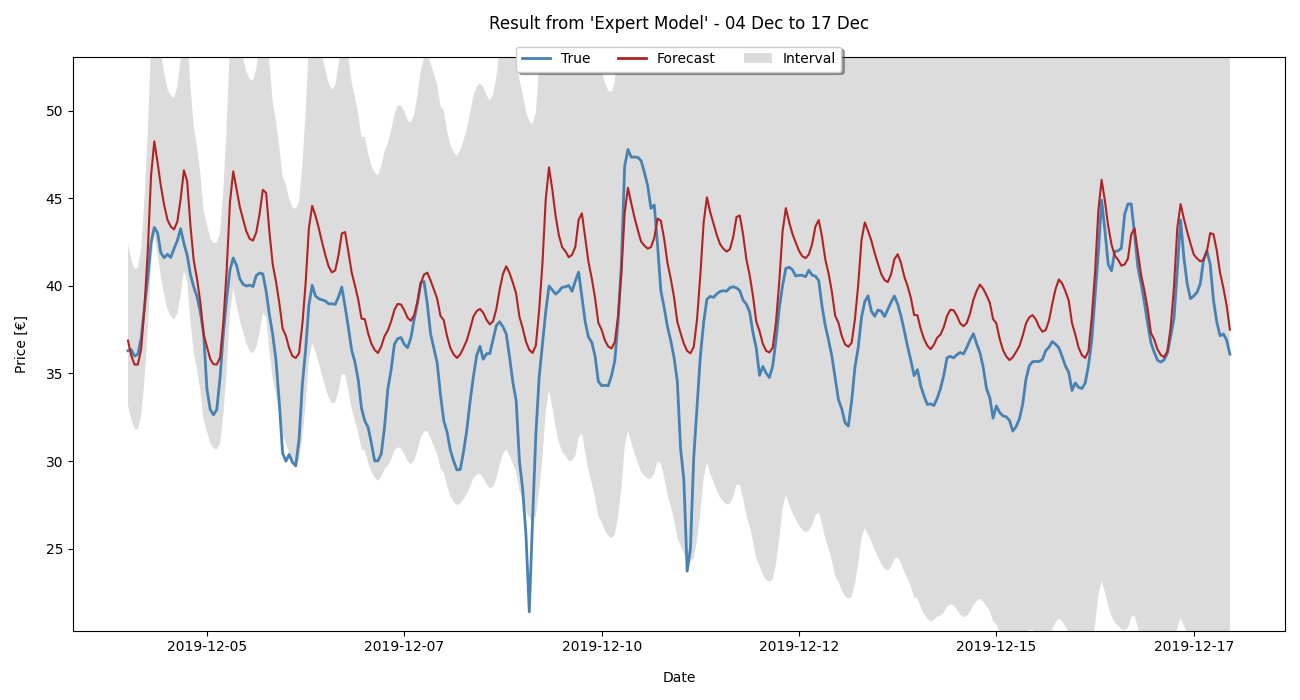 Result from 'Expert Model' - 04 Dec to 17 Dec
True Forecast Interval
50
45
40
35
30
25
Price [€]
2019-12-05 2019-12-07 2019-12-10 2019-12-12 2019-12-15 2019-12-17
Date